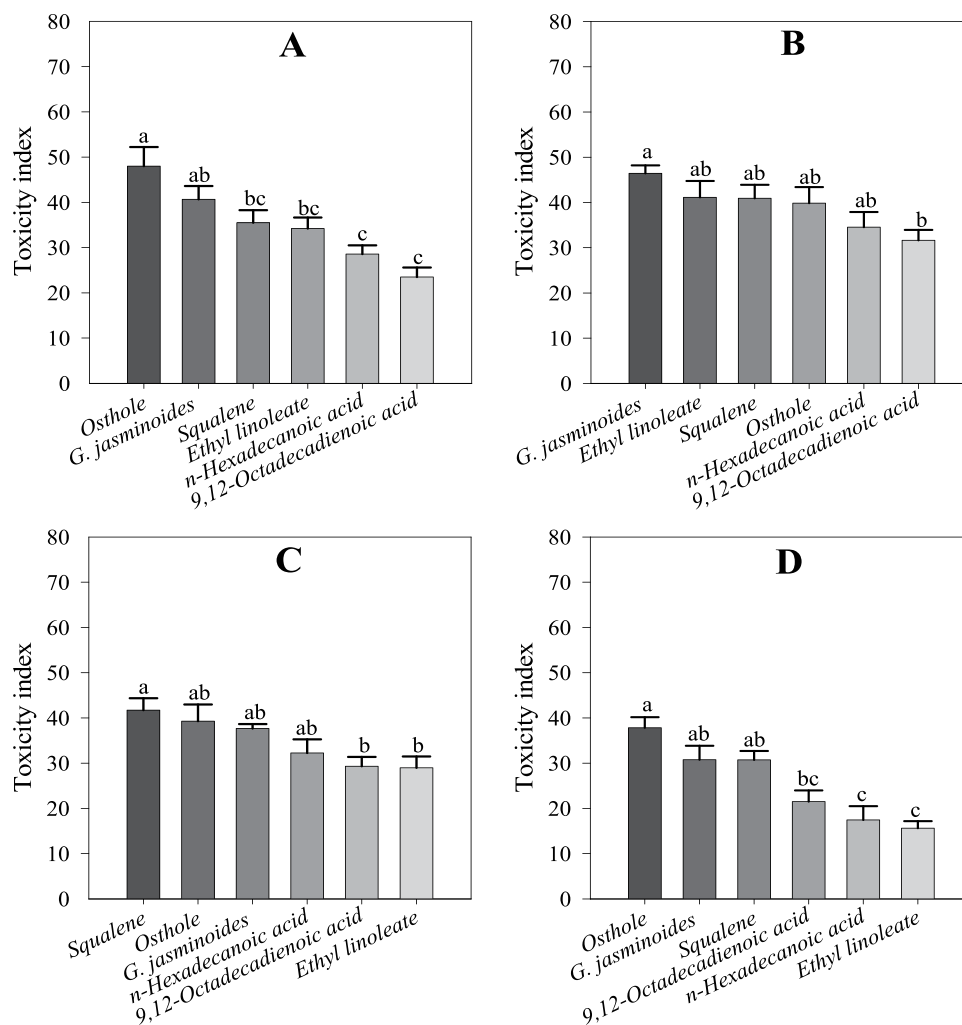 A
Toxicity index
80
70
60
50
40
30
20
10
0
a
ab
bc
bc
c
c
Osthole
G. jasminoides
Squalene
Ethyl linoleate
n-Hexadecanoic acid
9,12-Octadecadienoic acid
B
Toxicity index
80
70
60
50
40
30
20
10
0
a
ab
ab
ab
ab
b
G. jasminoides
Ethyl linoleate
Squalene
Osthole
n-Hexadecanoic acid
9,12-Octadecadienoic acid
C
Toxicity index
80
70
60
50
40
30
20
10
0
a
ab
ab
ab
b
b
Squalene
Osthole
G. jasminoides
n-Hexadecanoic acid
9,12-Octadecadienoic acid
Ethyl linoleate
D
Toxicity index
80
70
60
50
40
30
20
10
0
a
ab
ab
bc
c
c
Osthole
G. jasminoides
Squalene
9,12-Octadecadienoic acid
n-Hexadecanoic acid
Ethyl linoleate